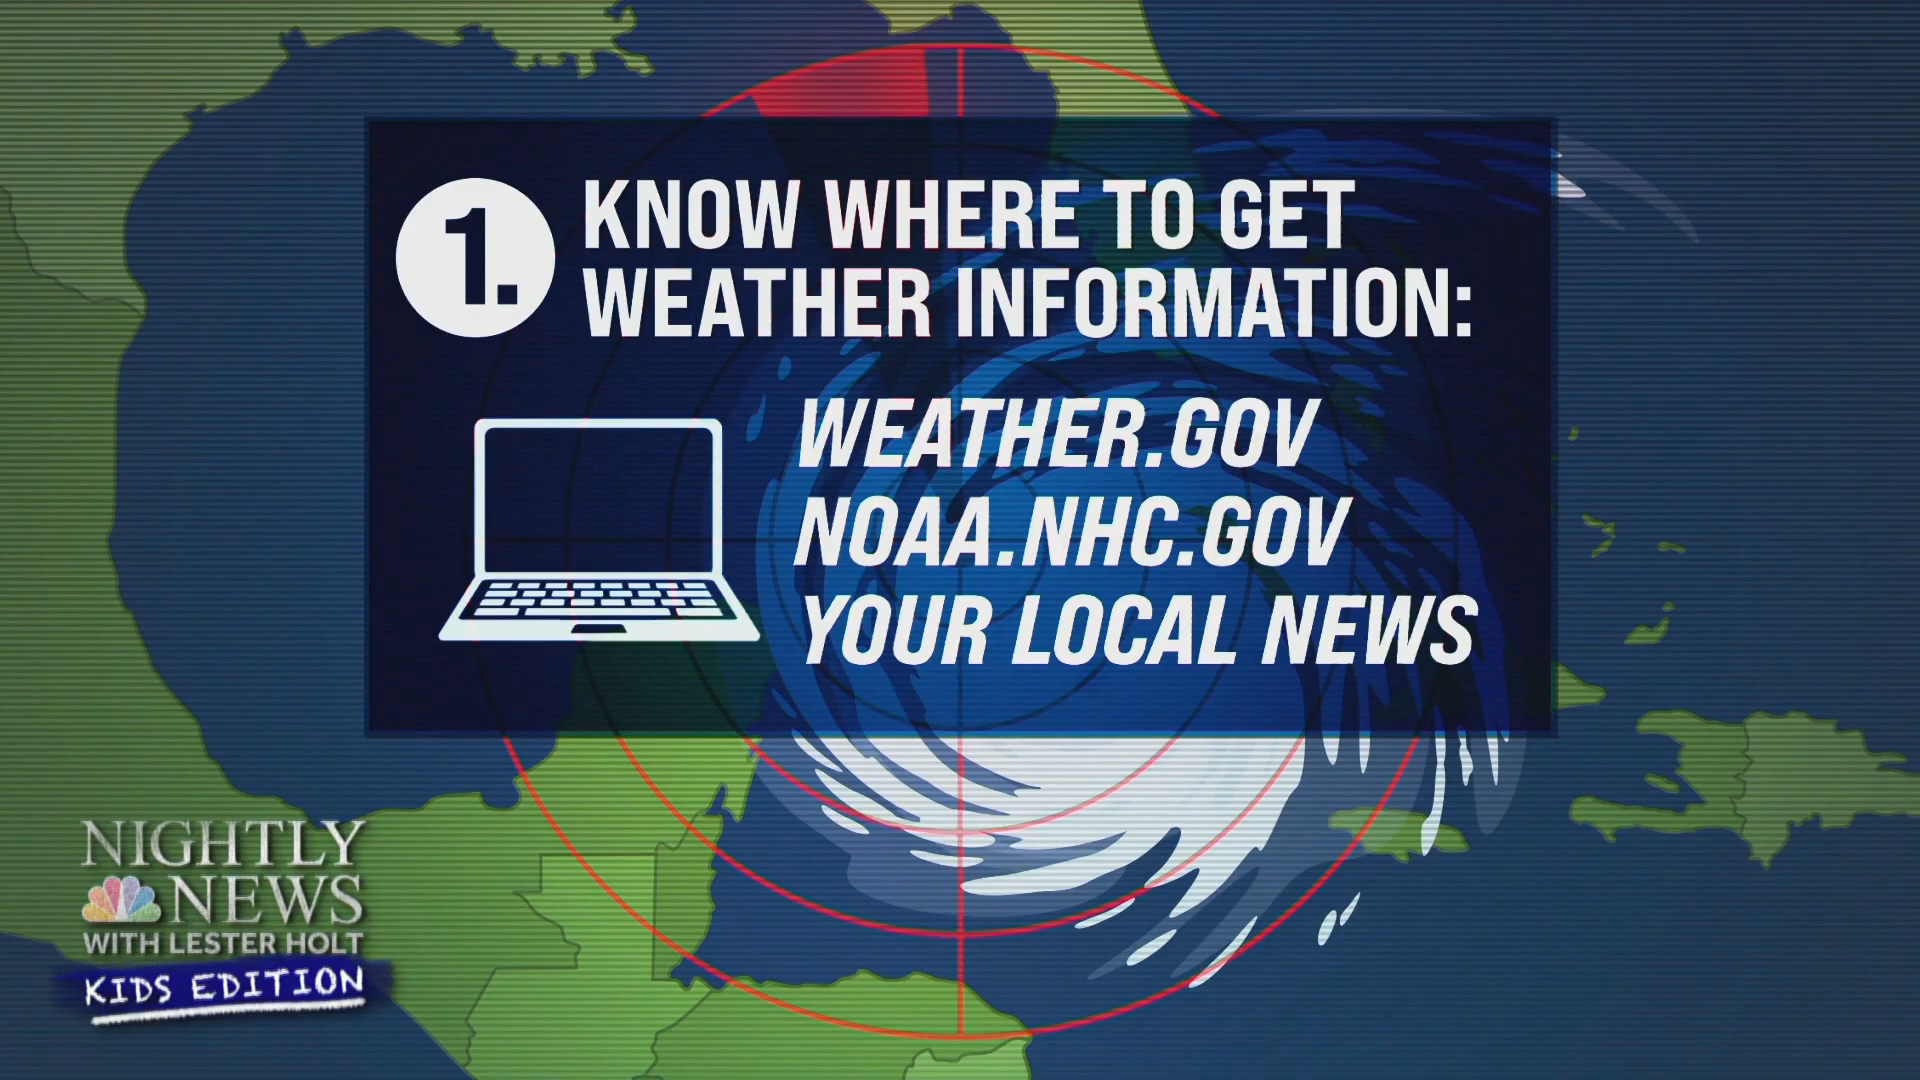 1. KNOW WHERE TO GET
WEATHER INFORMATION:
WEATHER.GOV
NOAA.NHC.GOV
YOUR LOCAL NEWS
NIGHTLY
NEWS
WITH LESTER HOLT
KIDS EDITION